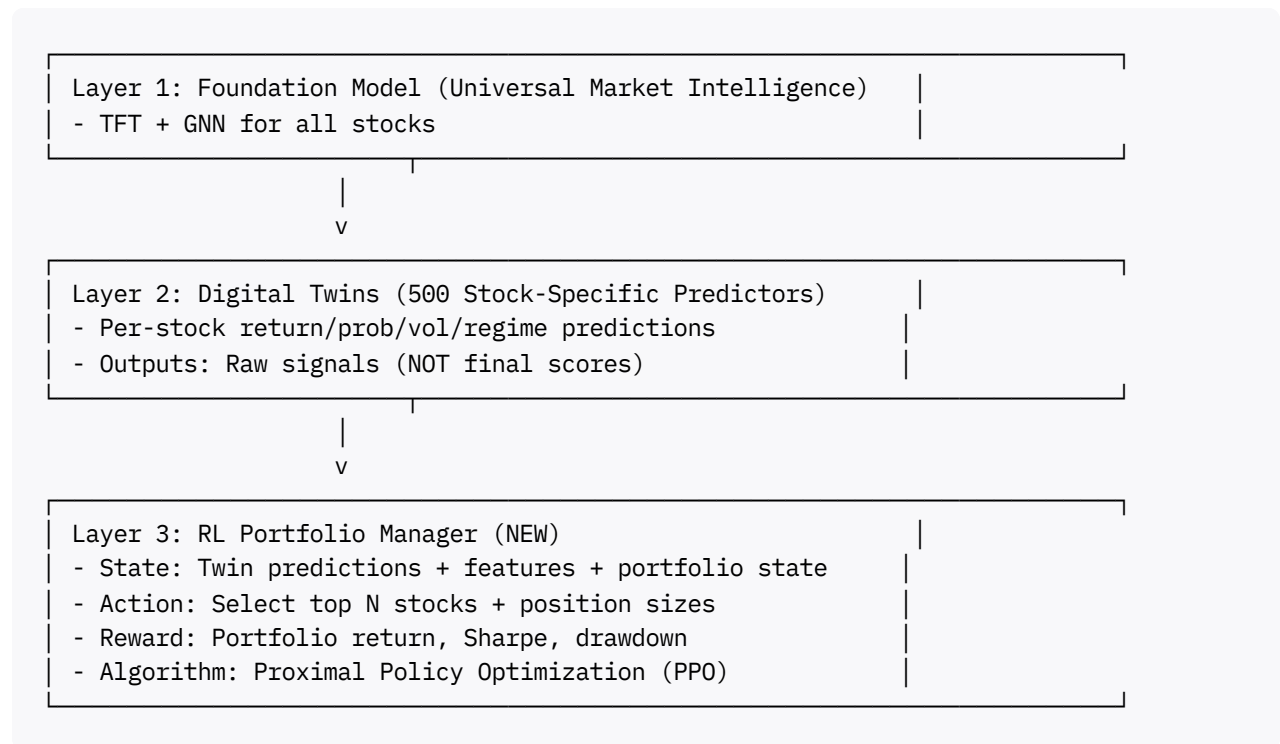 Layer 1: Foundation Model (Universal Market Intelligence)
- TFT + GNN for all stocks
v
Layer 2: Digital Twins (500 Stock-Specific Predictors)
- Per-stock return/prob/vol/regime predictions
- Outputs: Raw signals (NOT final scores)
v
Layer 3: RL Portfolio Manager (NEW)
- State: Twin predictions + features + portfolio state
- Action: Select top N stocks + position sizes
- Reward: Portfolio return, Sharpe, drawdown
- Algorithm: Proximal Policy Optimization (PPO)